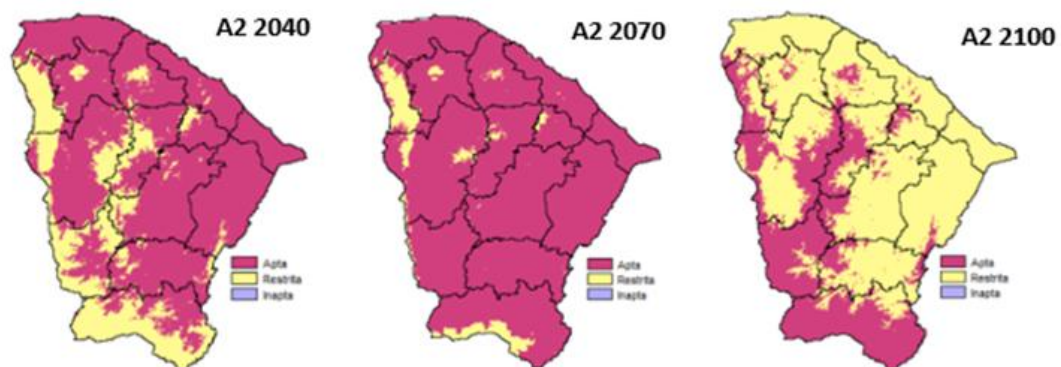 A2 2040
A2 2070
A2 2100
Apta
Restrita
Inapta
Apta
Restrita
Inapta
Apta
Restrita
Inapta